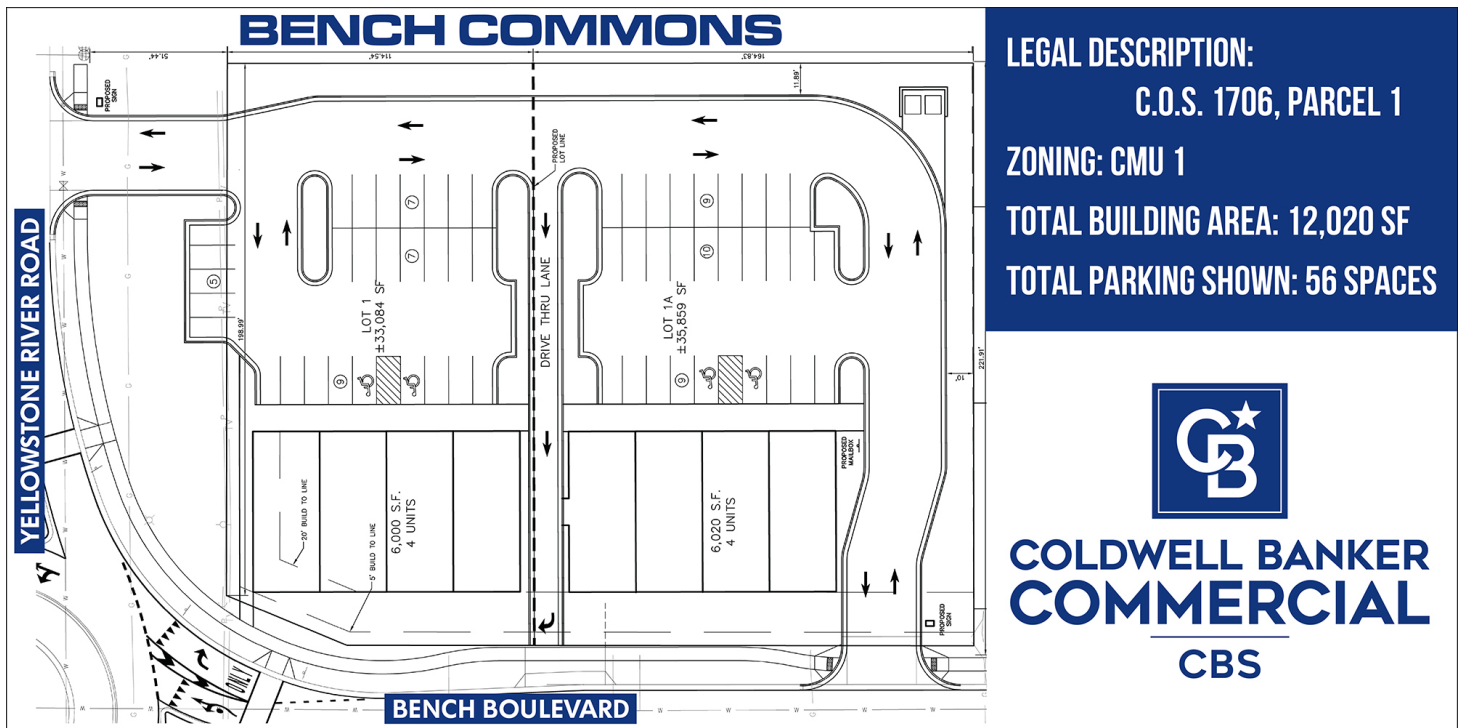 BENCH COMMONS
51.44'
114.54'
164.83'
11.89'
PROPOSED
SIGN
PROPOSED
LOT LINE
7
7
9
10
5
DRIVE THRU LANE
LOT 1
±33,084 SF
LOT 1A
±35,859 SF
198.99'
221.91'
10'
9
9
PROPOSED
MAILBOX
20' BUILD TO LINE
5' BUILD TO LINE
6,000 S.F.
4 UNITS
6,020 S.F.
4 UNITS
PROPOSED
SIGN
ONLY
YELLOWSTONE RIVER ROAD
BENCH BOULEVARD
LEGAL DESCRIPTION:
C.O.S. 1706, PARCEL 1
ZONING: CMU 1
TOTAL BUILDING AREA: 12,020 SF
TOTAL PARKING SHOWN: 56 SPACES
CB
COLDWELL BANKER
COMMERCIAL
CBS